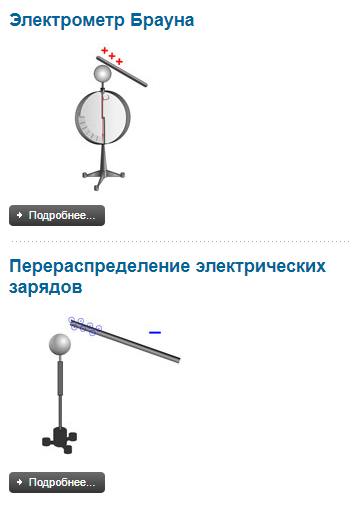 Электрометр Брауна
+ + +
Подробнее...
Перераспределение электрических
зарядов
−
Подробнее...